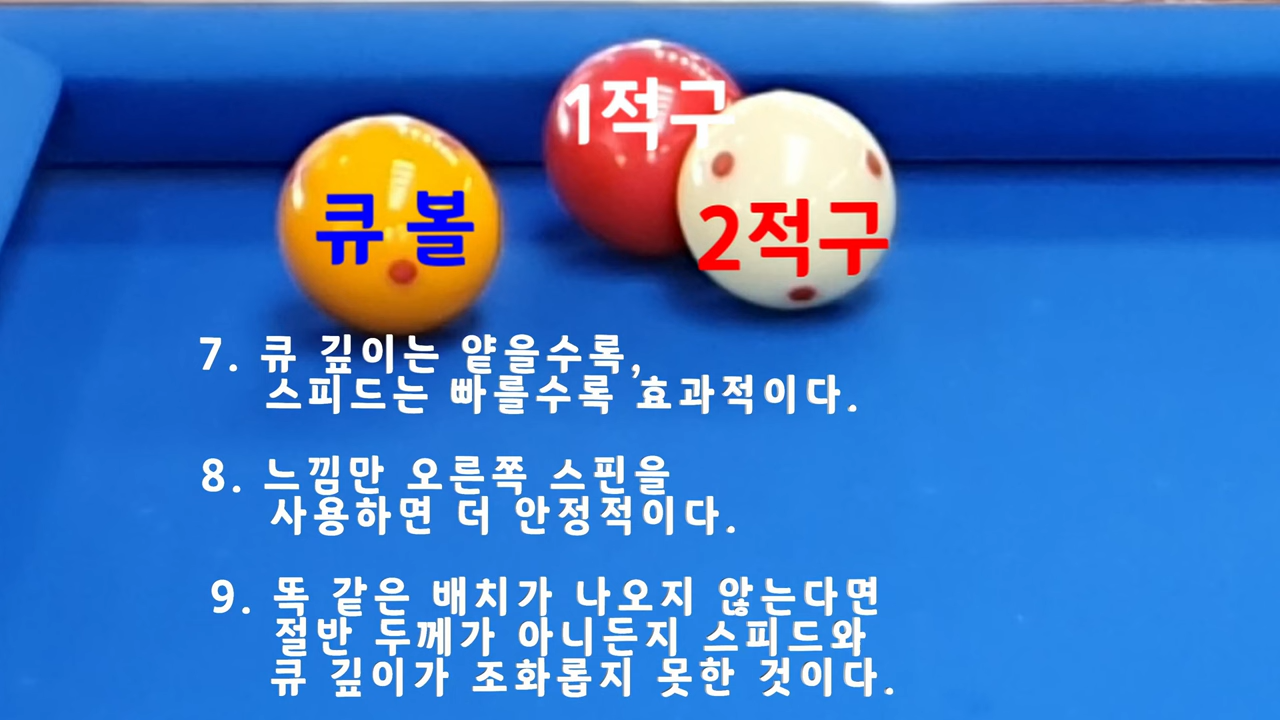 1적구
큐 볼
2적구
7. 큐 깊이는 얕을수록,
스피드는 빠를수록 효과적이다.
8. 느낌만 오른쪽 스핀을
사용하면 더 안정적이다.
9. 똑 같은 배치가 나오지 않는다면
절반 두께가 아니든지 스피드와
큐 깊이가 조화롭지 못한 것이다.